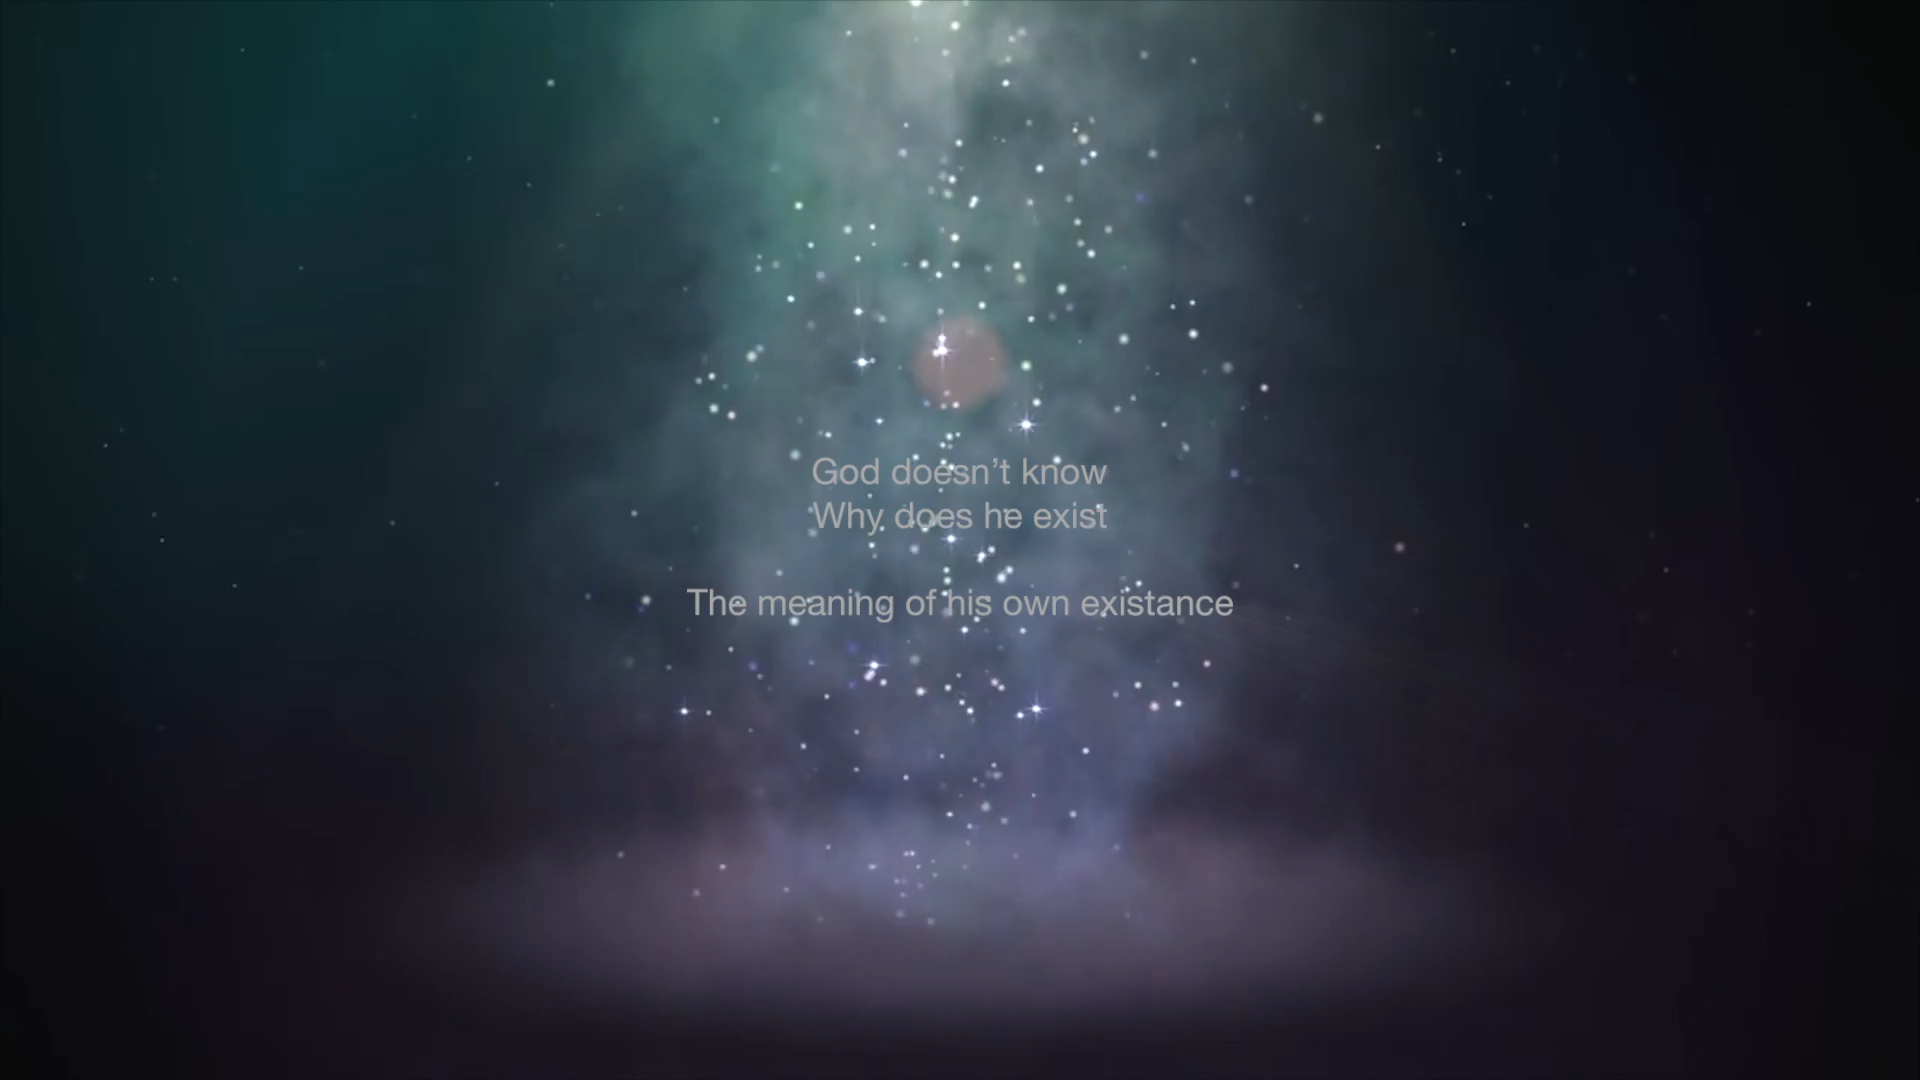 God doesn’t know
Why does he exist
The meaning of his own existance